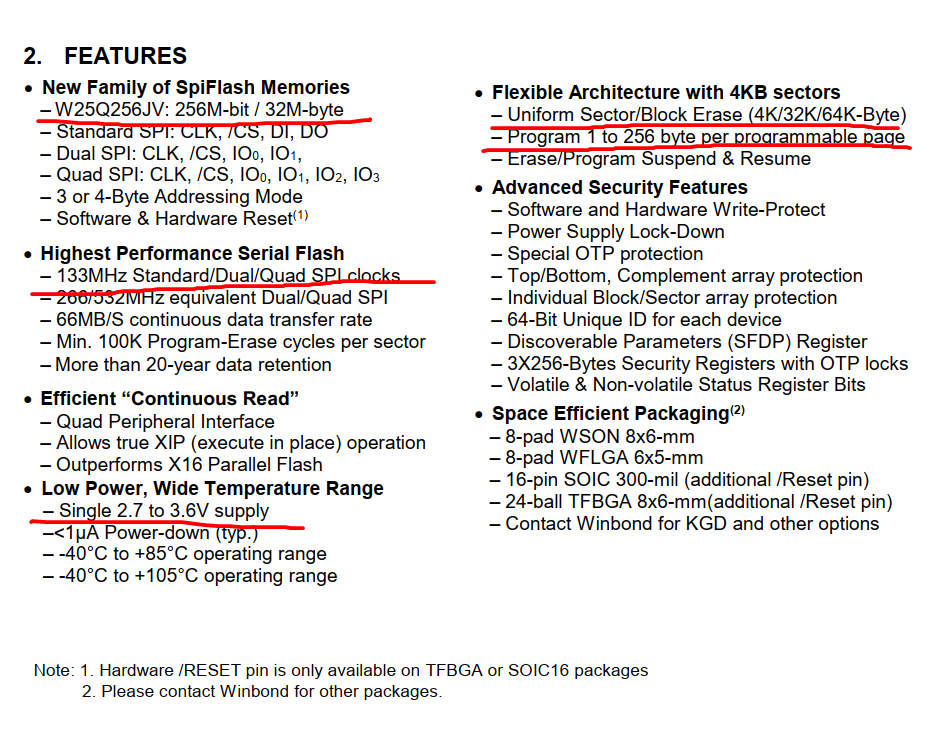 2. FEATURES
• New Family of SpiFlash Memories
– W25Q256JV: 256M-bit / 32M-byte
– Standard SPI: CLK, /CS, DI, DO
– Dual SPI: CLK, /CS, IO₀, IO₁,
– Quad SPI: CLK, /CS, IO₀, IO₁, IO₂, IO₃
– 3 or 4-Byte Addressing Mode
– Software & Hardware Reset⁽¹⁾
• Highest Performance Serial Flash
– 133MHz Standard/Dual/Quad SPI clocks
– 266/532MHz equivalent Dual/Quad SPI
– 66MB/S continuous data transfer rate
– Min. 100K Program-Erase cycles per sector
– More than 20-year data retention
• Efficient “Continuous Read”
– Quad Peripheral Interface
– Allows true XIP (execute in place) operation
– Outperforms X16 Parallel Flash
• Low Power, Wide Temperature Range
– Single 2.7 to 3.6V supply
–<1µA Power-down (typ.)
– -40°C to +85°C operating range
– -40°C to +105°C operating range
• Flexible Architecture with 4KB sectors
– Uniform Sector/Block Erase (4K/32K/64K-Byte)
– Program 1 to 256 byte per programmable page
– Erase/Program Suspend & Resume
• Advanced Security Features
– Software and Hardware Write-Protect
– Power Supply Lock-Down
– Special OTP protection
– Top/Bottom, Complement array protection
– Individual Block/Sector array protection
– 64-Bit Unique ID for each device
– Discoverable Parameters (SFDP) Register
– 3X256-Bytes Security Registers with OTP locks
– Volatile & Non-volatile Status Register Bits
• Space Efficient Packaging⁽²⁾
– 8-pad WSON 8x6-mm
– 8-pad WFLGA 6x5-mm
– 16-pin SOIC 300-mil (additional /Reset pin)
– 24-ball TFBGA 8x6-mm(additional /Reset pin)
– Contact Winbond for KGD and other options
Note: 1. Hardware /RESET pin is only available on TFBGA or SOIC16 packages
2. Please contact Winbond for other packages.